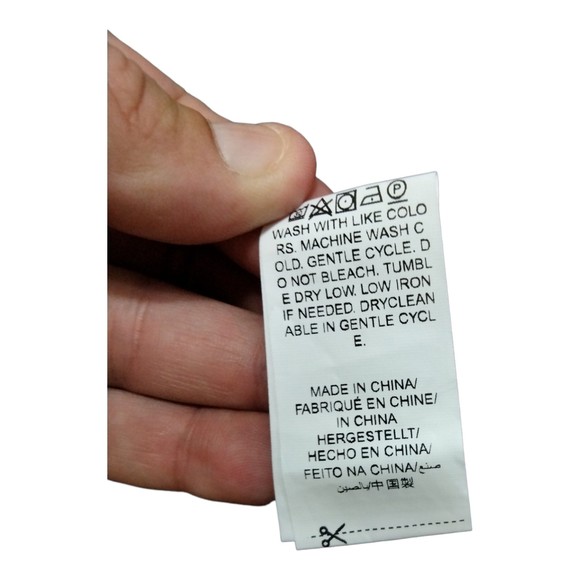 P
WASH WITH LIKE COLO
RS. MACHINE WASH C
OLD. GENTLE CYCLE. D
O NOT BLEACH. TUMBL
E DRY LOW. LOW IRON
IF NEEDED. DRYCLEAN
ABLE IN GENTLE CYCL
E.
MADE IN CHINA/
FABRIQUÉ EN CHINE/
IN CHINA
HERGESTELLT/
HECHO EN CHINA/
FEITO NA CHINA/صنع
بالصين/中国製